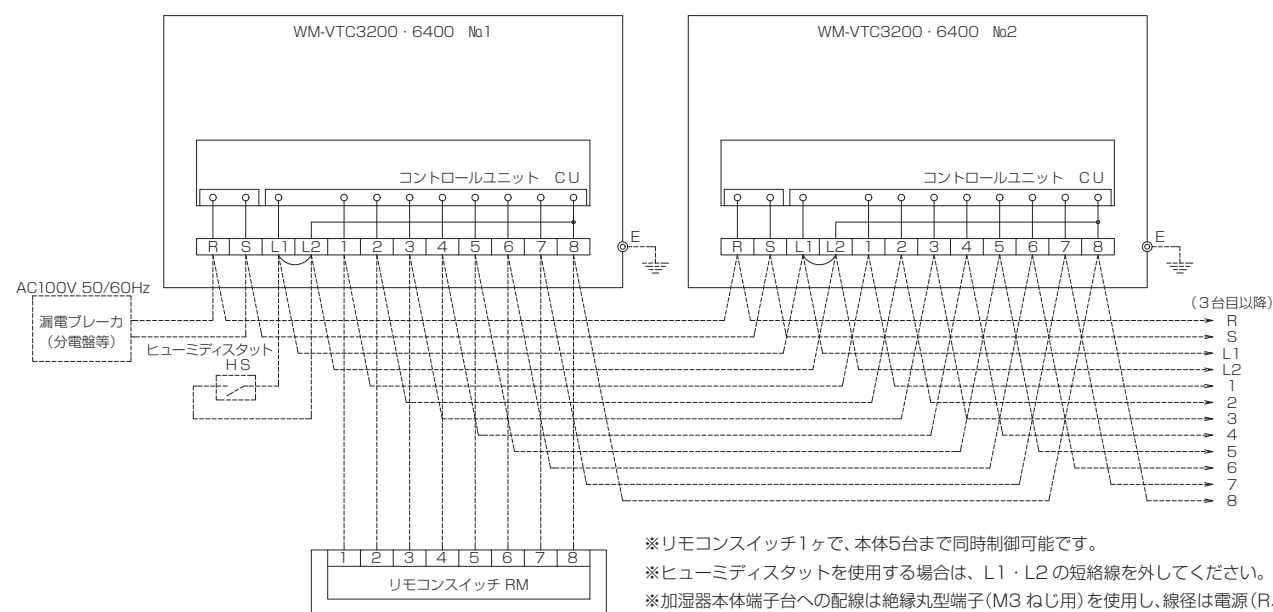 WM-VTC3200・6400 №1
WM-VTC3200・6400 №2
コントロールユニット CU
コントロールユニット CU
R S L1 L2 1 2 3 4 5 6 7 8
E
R S L1 L2 1 2 3 4 5 6 7 8
E
AC100V 50/60Hz
漏電ブレーカ
（分電盤等）
ヒューミディスタット
HS
（3台目以降）
R
S
L1
L2
1
2
3
4
5
6
7
8
1 2 3 4 5 6 7 8
リモコンスイッチ RM
※リモコンスイッチ1ヶで、本体5台まで同時制御可能です。
※ヒューミディスタットを使用する場合は、L1・L2の短絡線を外してください。
※加湿器本体端子台への配線は絶縁丸型端子（M3ねじ用）を使用し、線径は電源（R.